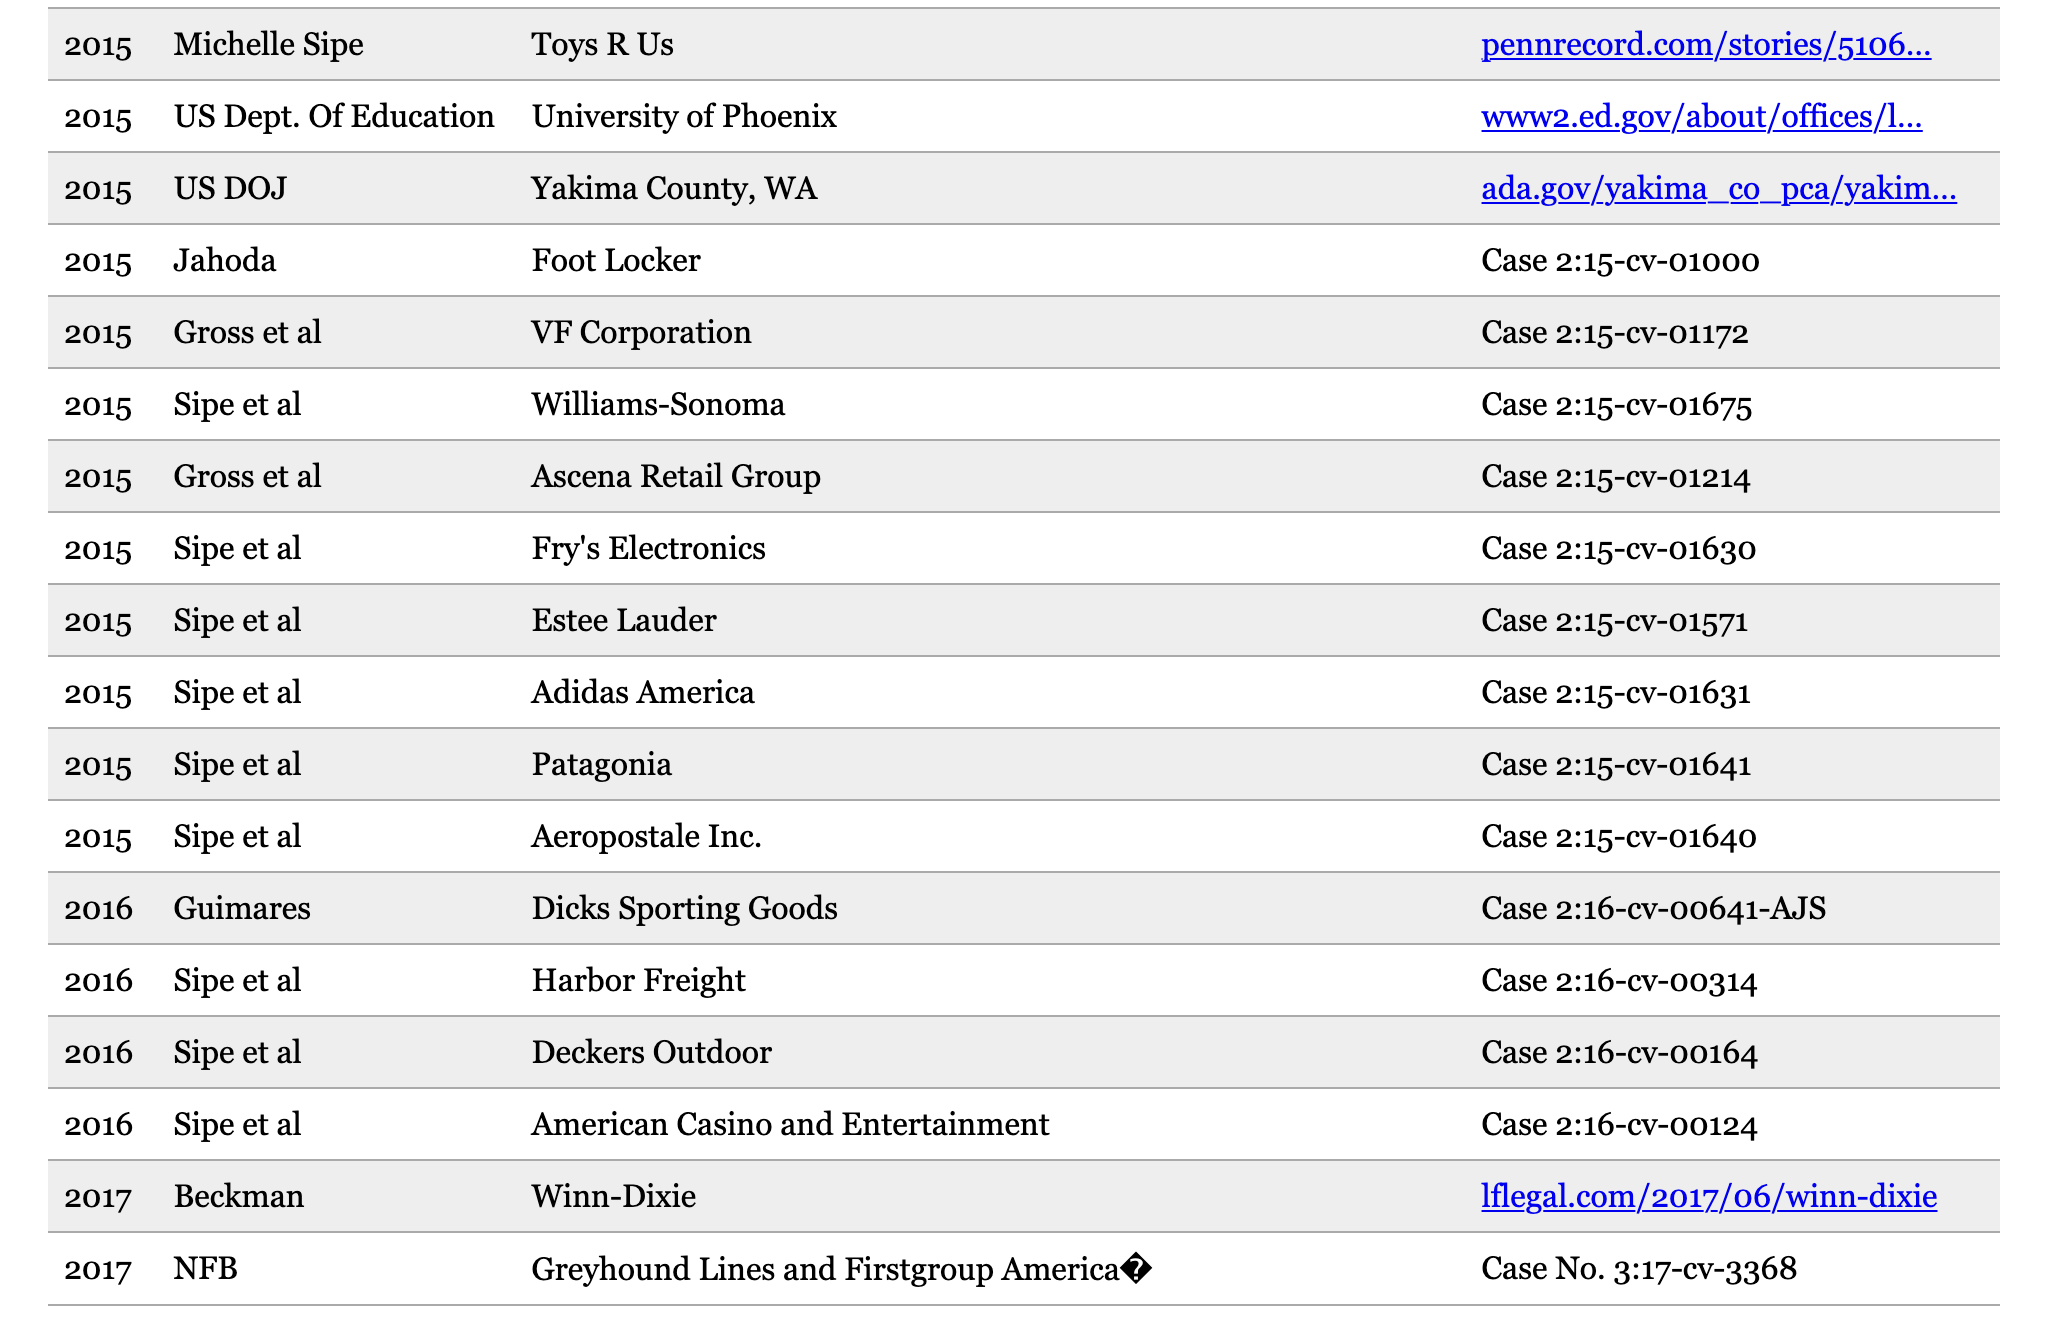 2015 Michelle Sipe Toys R Us pennrecord.com/stories/5106...
2015 US Dept. Of Education University of Phoenix www2.ed.gov/about/offices/l...
2015 US DOJ Yakima County, WA ada.gov/yakima_co_pca/yakim...
2015 Jahoda Foot Locker Case 2:15-cv-01000
2015 Gross et al VF Corporation Case 2:15-cv-01172
2015 Sipe et al Williams-Sonoma Case 2:15-cv-01675
2015 Gross et al Ascena Retail Group Case 2:15-cv-01214
2015 Sipe et al Fry's Electronics Case 2:15-cv-01630
2015 Sipe et al Estee Lauder Case 2:15-cv-01571
2015 Sipe et al Adidas America Case 2:15-cv-01631
2015 Sipe et al Patagonia Case 2:15-cv-01641
2015 Sipe et al Aeropostale Inc. Case 2:15-cv-01640
2016 Guimares Dicks Sporting Goods Case 2:16-cv-00641-AJS
2016 Sipe et al Harbor Freight Case 2:16-cv-00314
2016 Sipe et al Deckers Outdoor Case 2:16-cv-00164
2016 Sipe et al American Casino and Entertainment Case 2:16-cv-00124
2017 Beckman Winn-Dixie lflegal.com/2017/06/winn-dixie
2017 NFB Greyhound Lines and Firstgroup America� Case No. 3:17-cv-3368